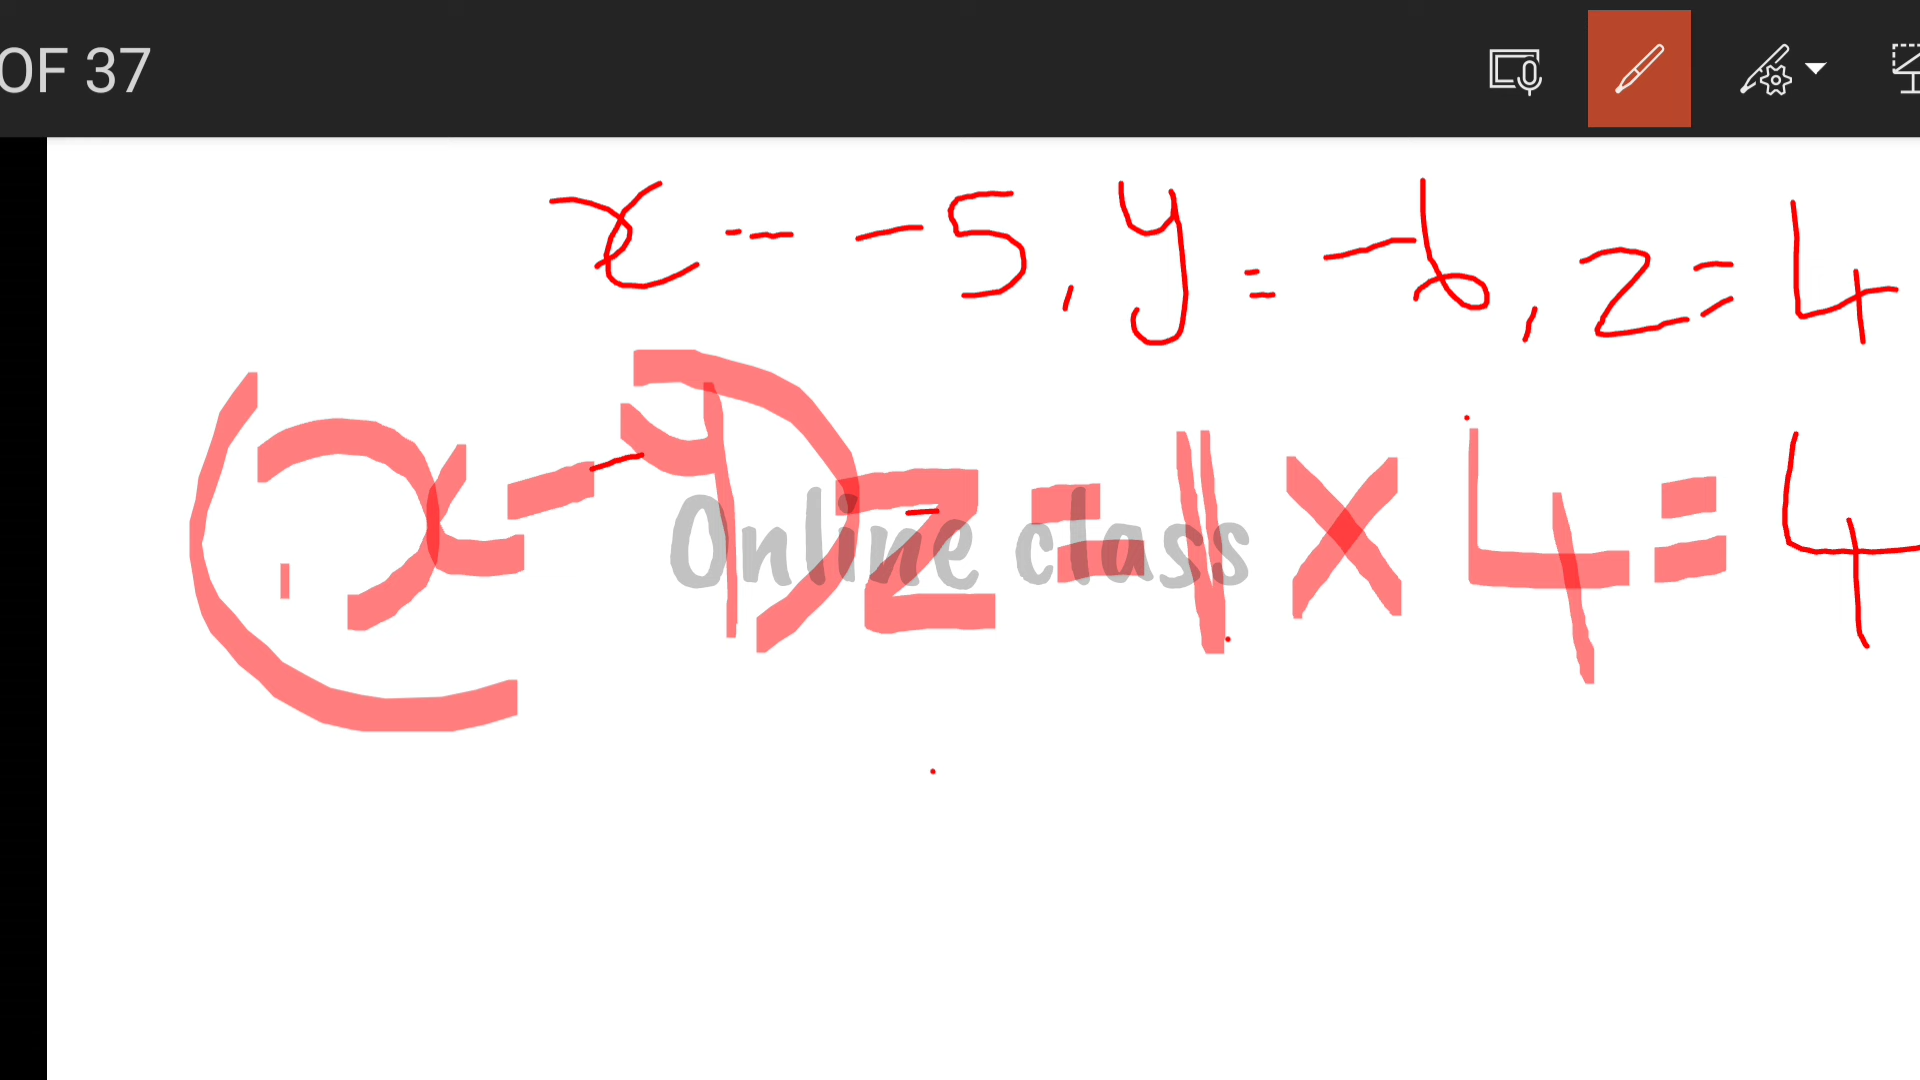 OF 37
x = -5, y = -6, z = 4
(x - y) z = 1 x 4 = 4
Online class